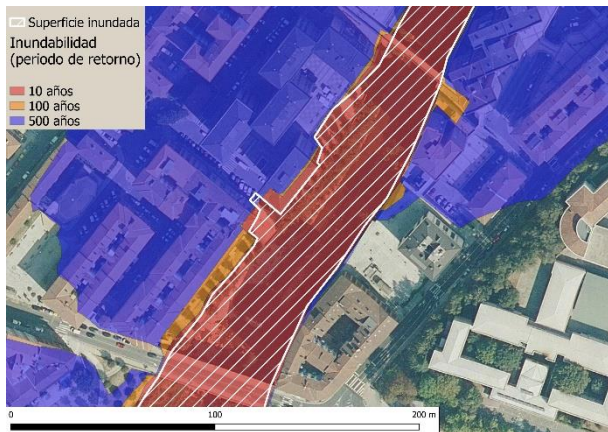 Superficie inundada
Inundabilidad
(periodo de retorno)
10 años
100 años
500 años
0 100 200 m